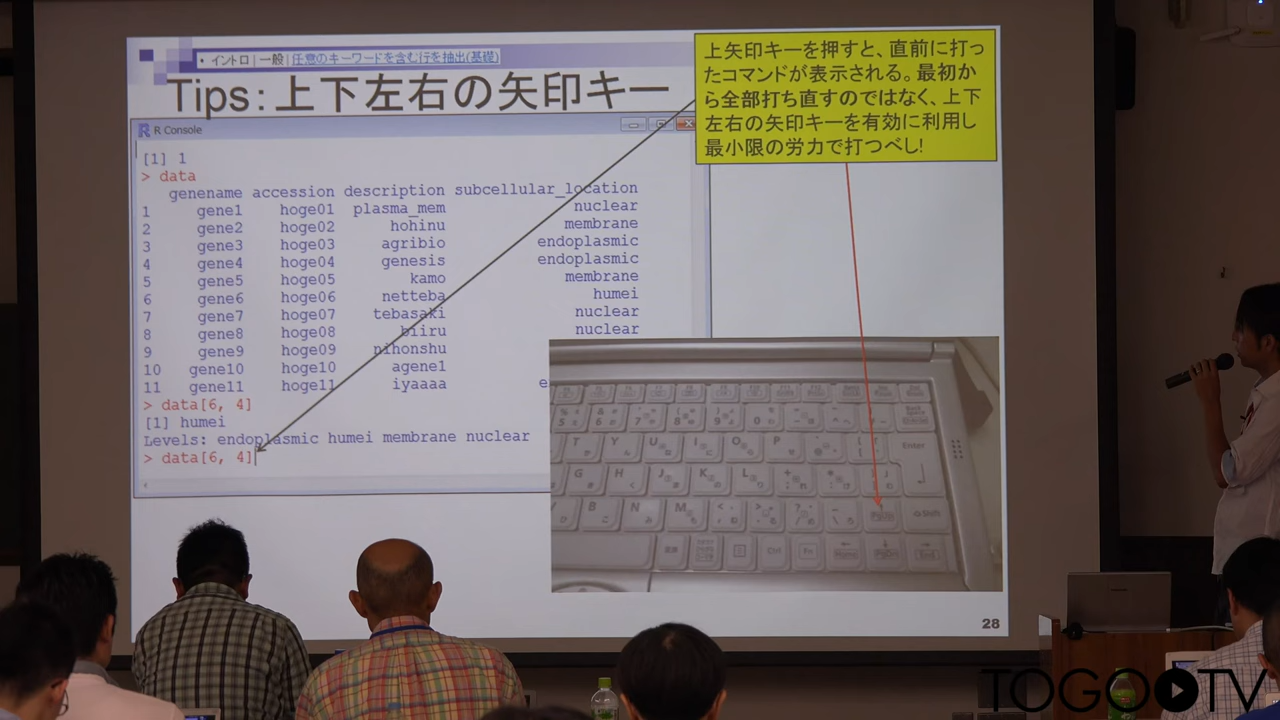 • イントロ | 一般 | 任意のキーワードを含む行を抽出(基礎)
Tips：上下左右の矢印キー
上矢印キーを押すと、直前に打っ
たコマンドが表示される。最初か
ら全部打ち直すのではなく、上下
左右の矢印キーを有効に利用し
最小限の労力で打つべし!
R Console
[1] 1
> data
genename accession description subcellular_location
1 gene1 hoge01 plasma_mem nuclear
2 gene2 hoge02 hohinu membrane
3 gene3 hoge03 agribio endoplasmic
4 gene4 hoge04 genesis endoplasmic
5 gene5 hoge05 kamo membrane
6 gene6 hoge06 netteba humei
7 gene7 hoge07 tebasaki nuclear
8 gene8 hoge08 biiru nuclear
9 gene9 hoge09 nihonshu
10 gene10 hoge10 agene1
11 gene11 hoge11 iyaaaa e
> data[6, 4]
[1] humei
Levels: endoplasmic humei membrane nuclear
> data[6, 4]
T Y U I O P
Enter
G H J K L
B N M
Shift
Ctrl Fn
28
TOGO TV